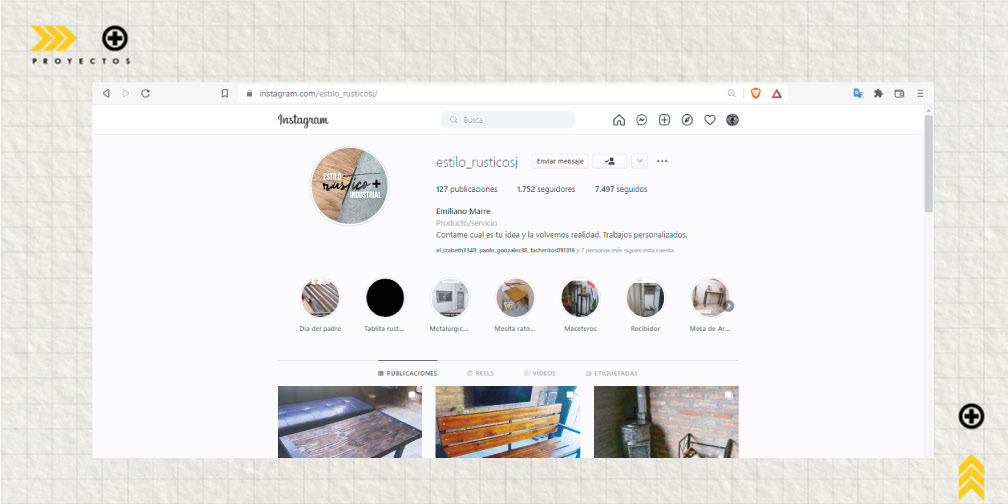 PROYECTOS
instagram.com/estilo_rusticosj/
Instagram
Busca
ESTILO
rustico+
INDUSTRIAL
estilo_rusticosj
Enviar mensaje
127 publicaciones 1.752 seguidores 7.497 seguidos
Emiliano Marre
Producto/servicio
Contame cual es tu idea y la volvemos realidad. Trabajos personalizados.
el_izabeth3349, paolo_gonzalez38, facheritos091316 y 7 personas más siguen esta cuenta
Dia del padre Tablita rust... Metalúrgic... Mesita rato... Maceteros Recibidor Mesa de Ar...
PUBLICACIONES REELS VÍDEOS ETIQUETADAS